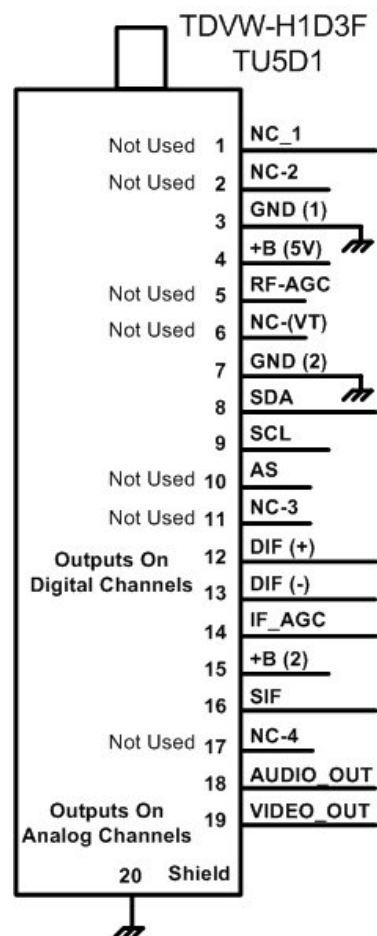 TDVW-H1D3F
TU5D1
Not Used 1 NC_1
Not Used 2 NC-2
3 GND (1)
4 +B (5V)
Not Used 5 RF-AGC
Not Used 6 NC-(VT)
7 GND (2)
8 SDA
9 SCL
Not Used 10 AS
Not Used 11 NC-3
Outputs On
Digital Channels
12 DIF (+)
13 DIF (-)
14 IF_AGC
15 +B (2)
16 SIF
Not Used 17 NC-4
18 AUDIO_OUT
Outputs On
Analog Channels
19 VIDEO_OUT
20 Shield